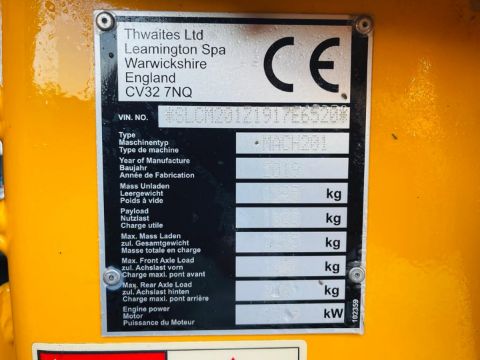 Thwaites Ltd
Leamington Spa
Warwickshire
England
CV32 7NQ
CE
VIN. NO.
Type MACH201
Maschinentyp
Type de machine
Year of Manufacture
Baujahr
Année de Fabrication
Mass Unladen
Leergewicht kg
Poids à vide
Payload
Nutzlast kg
Charge utile
Max. Mass Laden
zul. Gesamtgewicht kg
Masse totale en charge
Max. Front Axle Load
zul. Achslast vorn kg
Charge maxi. pont avant
Max. Rear Axle Load
zul. Achslast hinten kg
Charge maxi. pont arrière
Engine power
Motor kW
Puissance du Moteur
102359